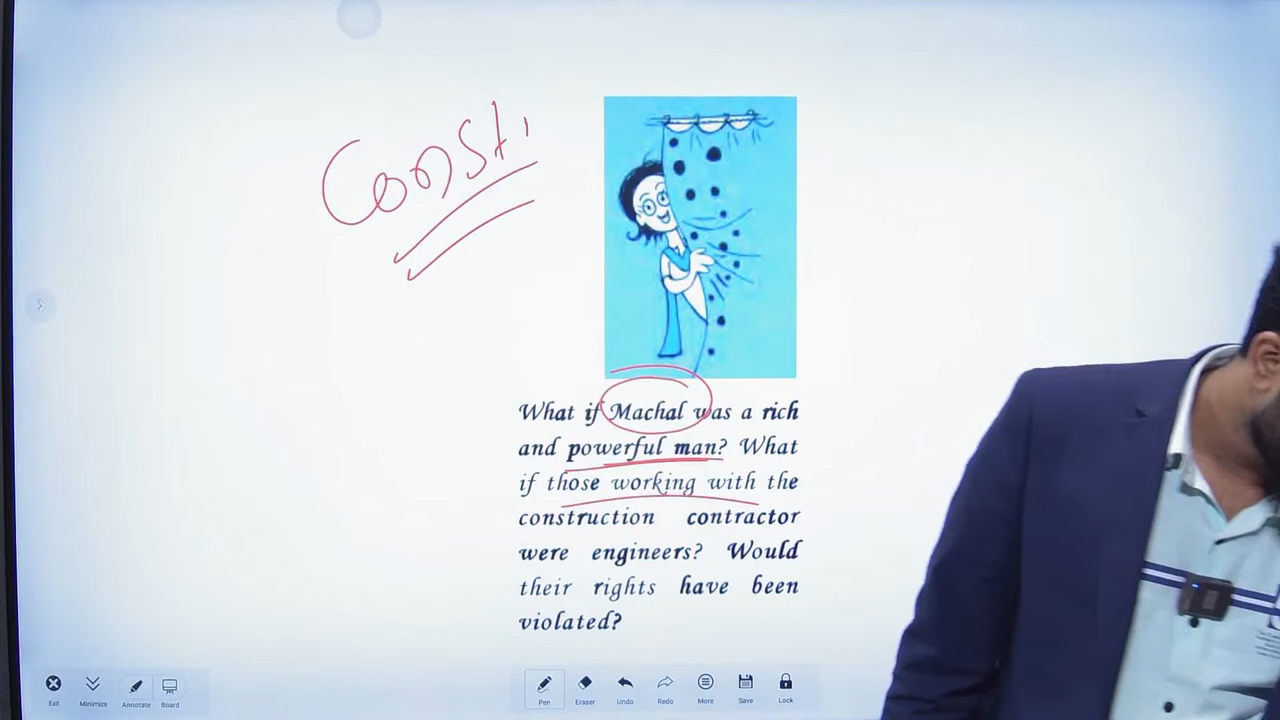 Const.
What if Machal was a rich
and powerful man? What
if those working with the
construction contractor
were engineers? Would
their rights have been
violated?
Exit
Minimize
Annotate
Board
Pen
Eraser
Undo
Redo
More
Save
Lock